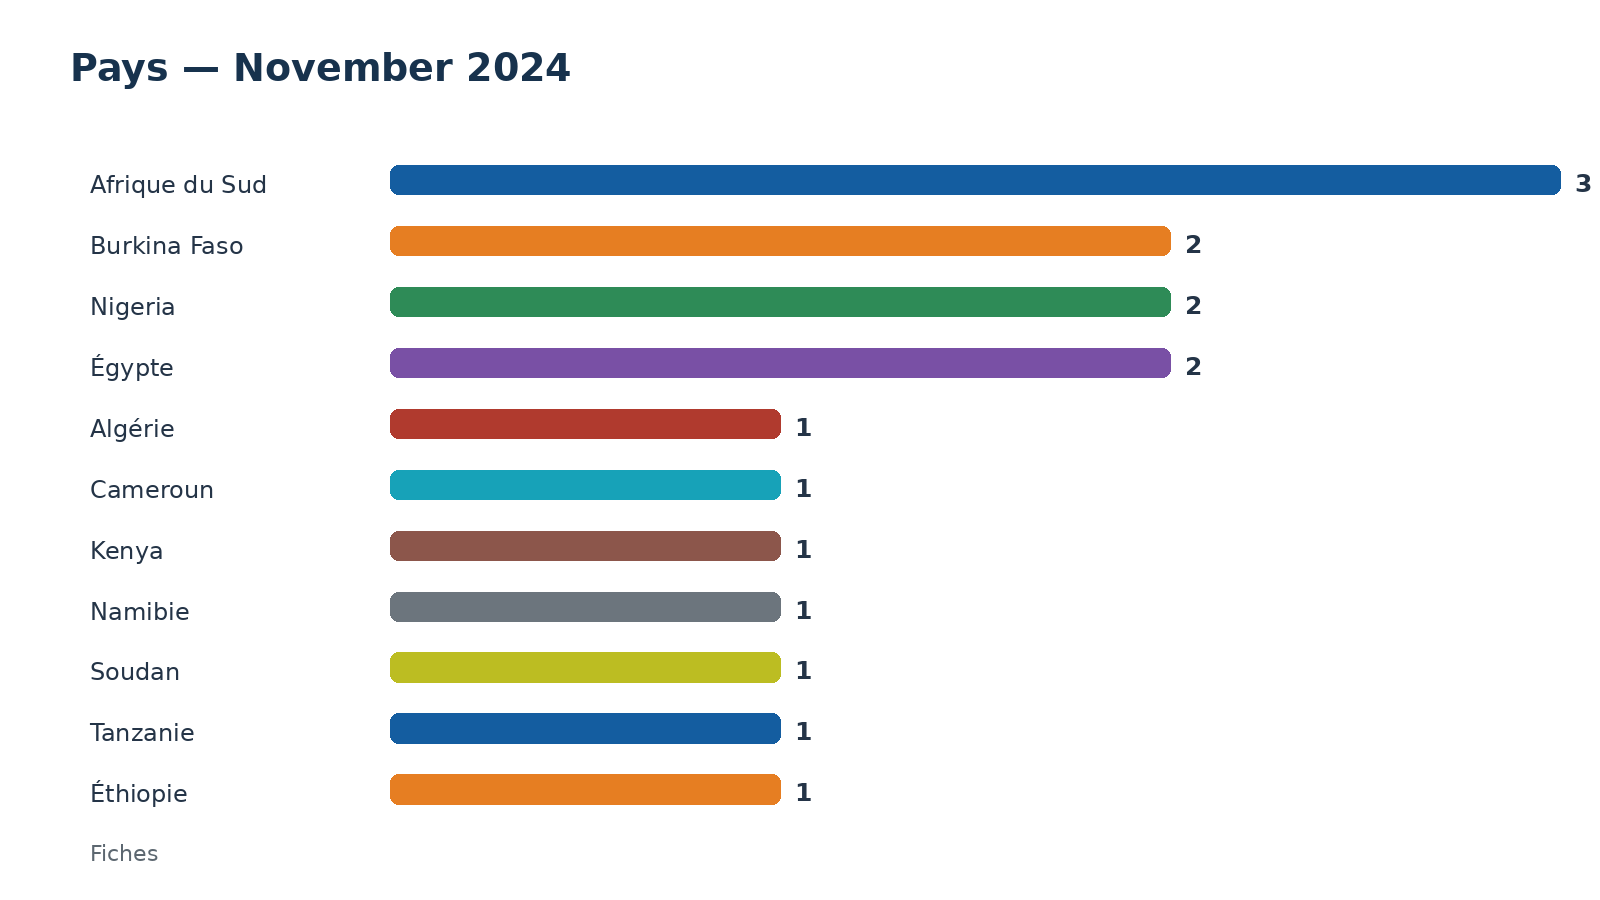 Pays — November 2024
Afrique du Sud 3
Burkina Faso 2
Nigeria 2
Égypte 2
Algérie 1
Cameroun 1
Kenya 1
Namibie 1
Soudan 1
Tanzanie 1
Éthiopie 1
Fiches